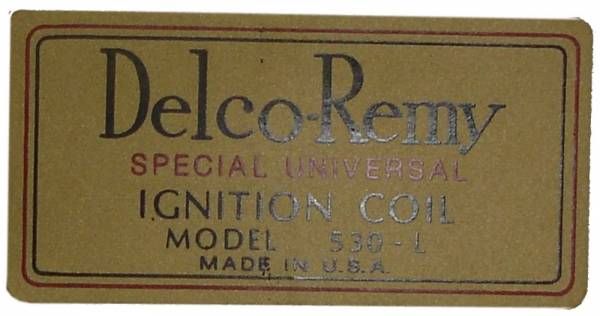 Delco-Remy
SPECIAL UNIVERSAL
IGNITION COIL
MODEL 530-L
MADE IN U.S.A.